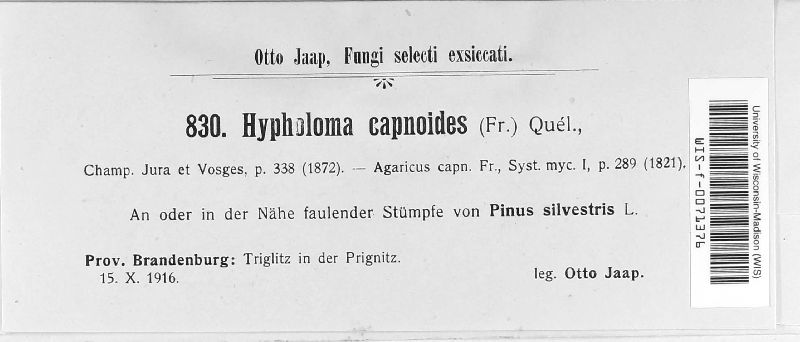 Otto Jaap, Fungi selecti exsiccati.
830. Hypholoma capnoides (Fr.) Quél.,
Champ. Jura et Vosges, p. 338 (1872). — Agaricus capn. Fr., Syst. myc. I, p. 289 (1821).
An oder in der Nähe faulender Stümpfe von Pinus silvestris L.
Prov. Brandenburg: Triglitz in der Prignitz.
15. X. 1916.
leg. Otto Jaap.
University of Wisconsin-Madison (WIS)
WIS-f-0071376